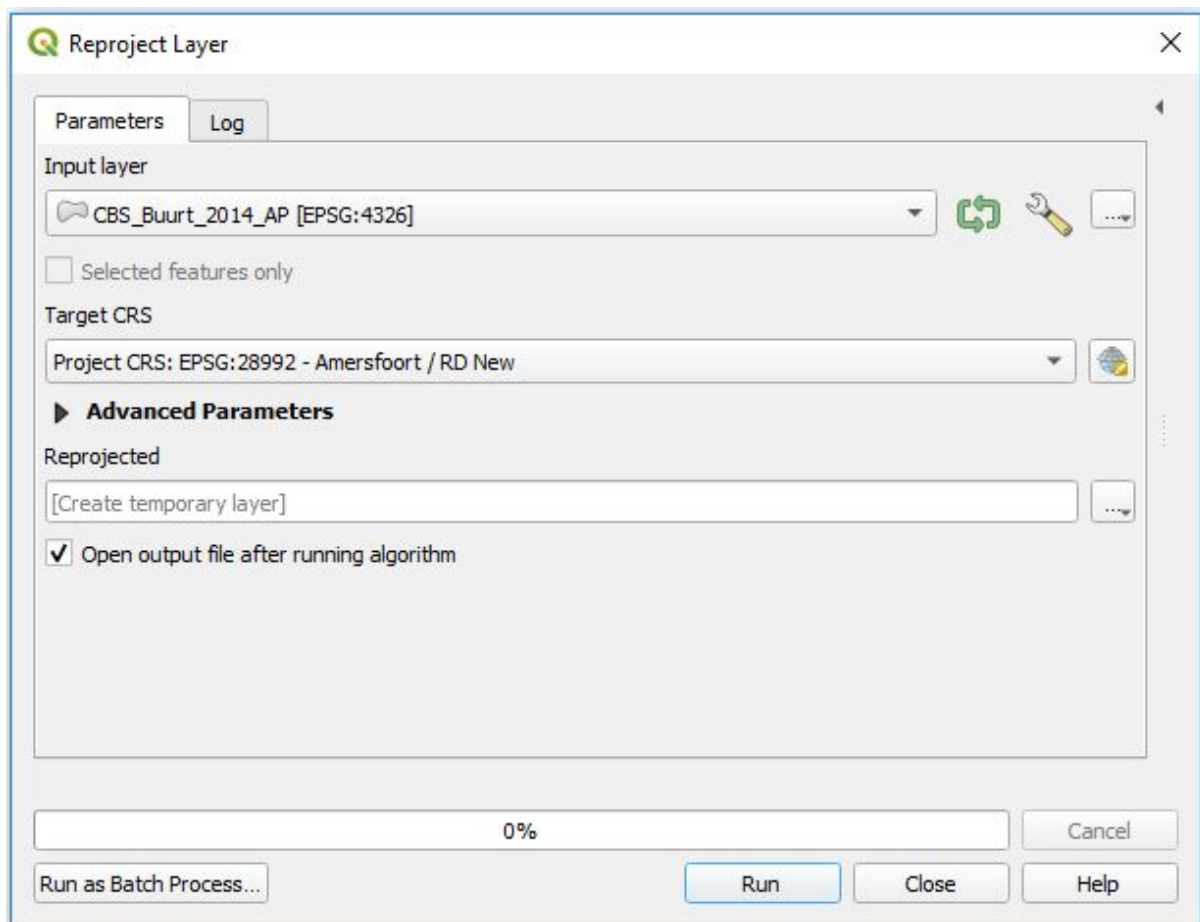 Reproject Layer
Parameters
Log
Input layer
CBS_Buurt_2014_AP [EPSG:4326]
...
Selected features only
Target CRS
Project CRS: EPSG:28992 - Amersfoort / RD New
Advanced Parameters
Reprojected
[Create temporary layer]
...
Open output file after running algorithm
0%
Cancel
Run as Batch Process...
Run
Close
Help